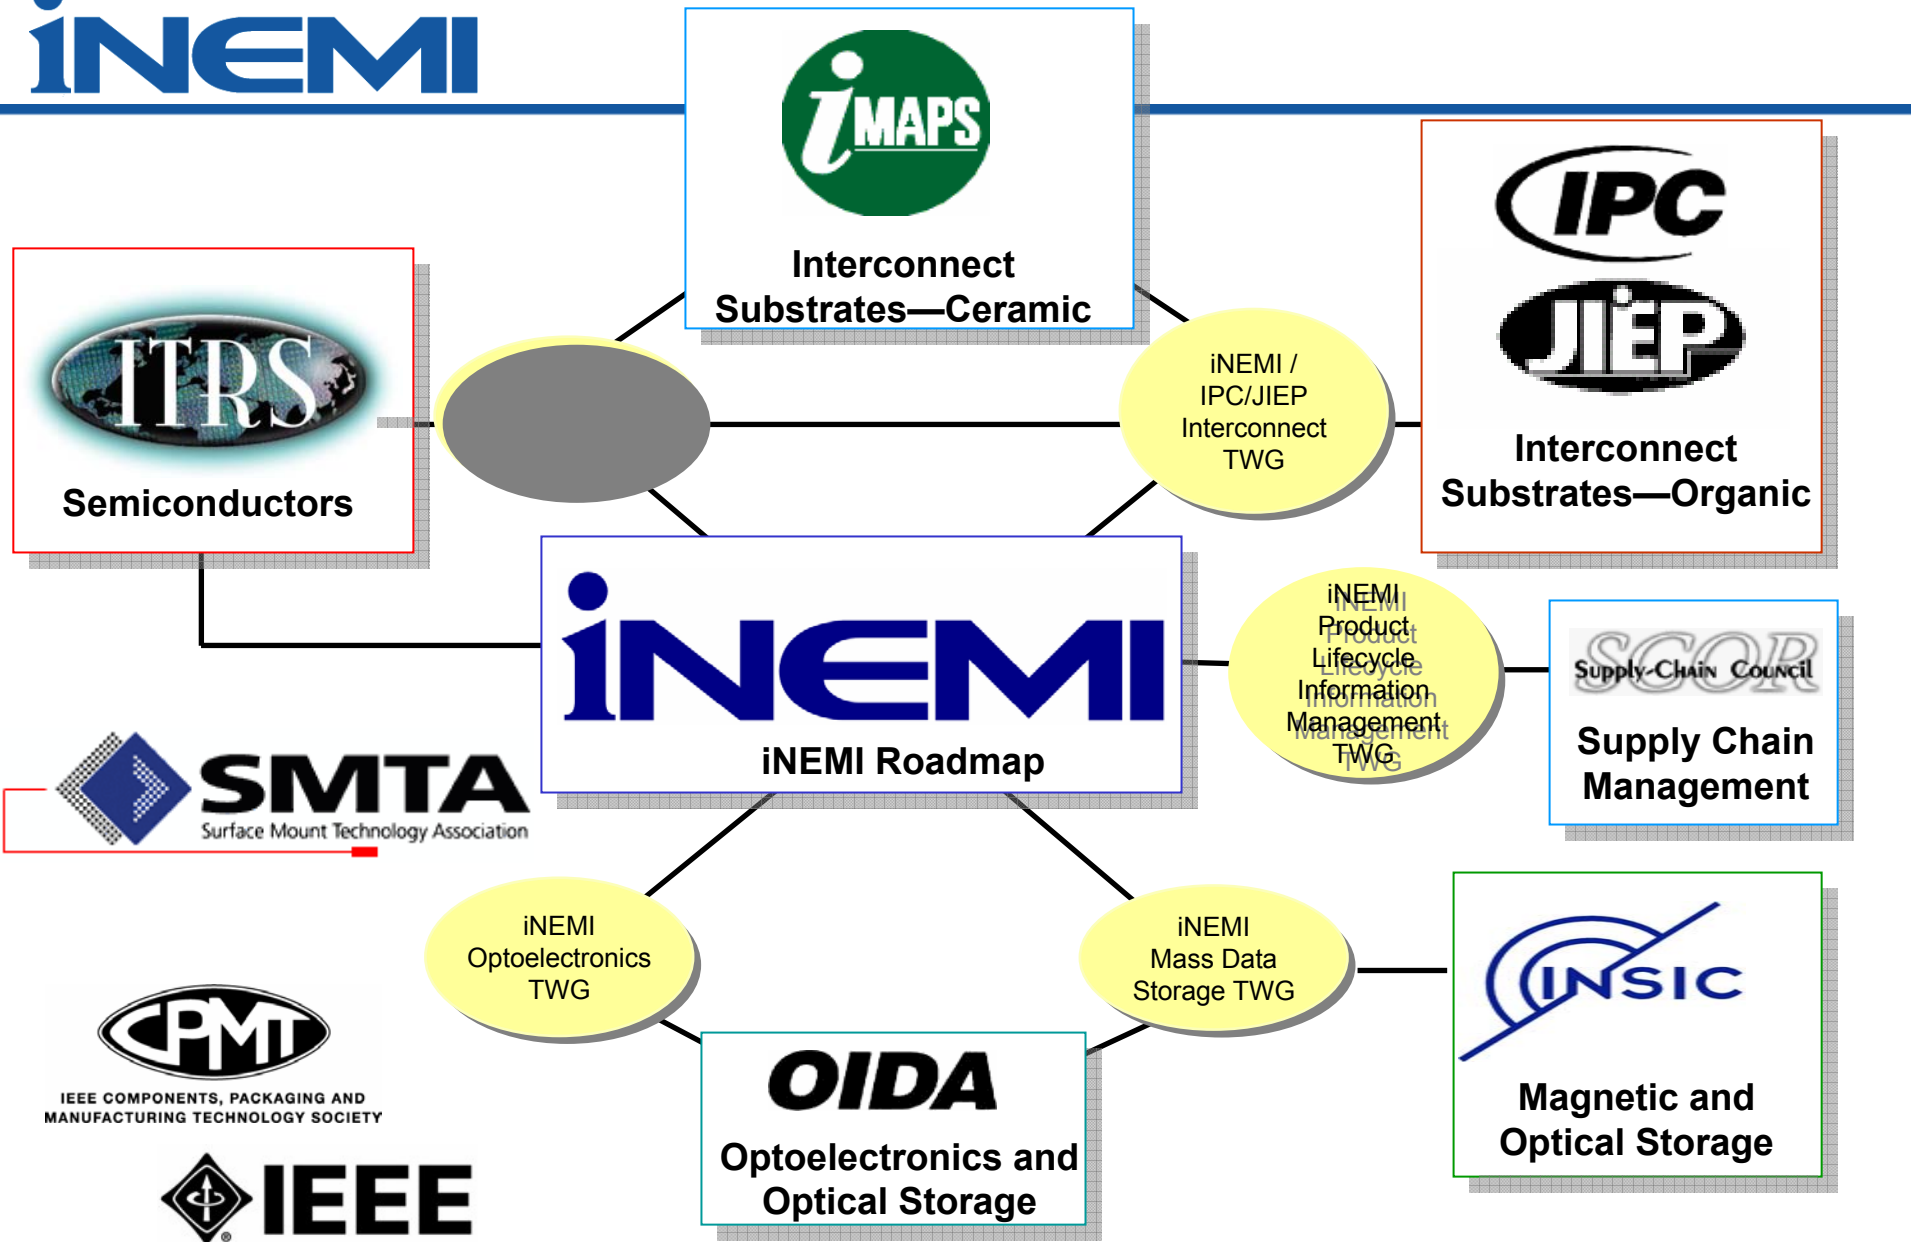 iNEMI
iMAPS
Interconnect
Substrates—Ceramic
IPC
JIEP
Interconnect
Substrates—Organic
ITRS
Semiconductors
iNEMI /
IPC/JIEP
Interconnect
TWG
iNEMI
iNEMI Roadmap
iNEMI
Product
Lifecycle
Information
Management
TWG
SCOR
Supply-Chain Council
Supply Chain
Management
SMTA
Surface Mount Technology Association
iNEMI
Optoelectronics
TWG
iNEMI
Mass Data
Storage TWG
INSIC
Magnetic and
Optical Storage
CPMT
IEEE COMPONENTS, PACKAGING AND
MANUFACTURING TECHNOLOGY SOCIETY
OIDA
Optoelectronics and
Optical Storage
IEEE